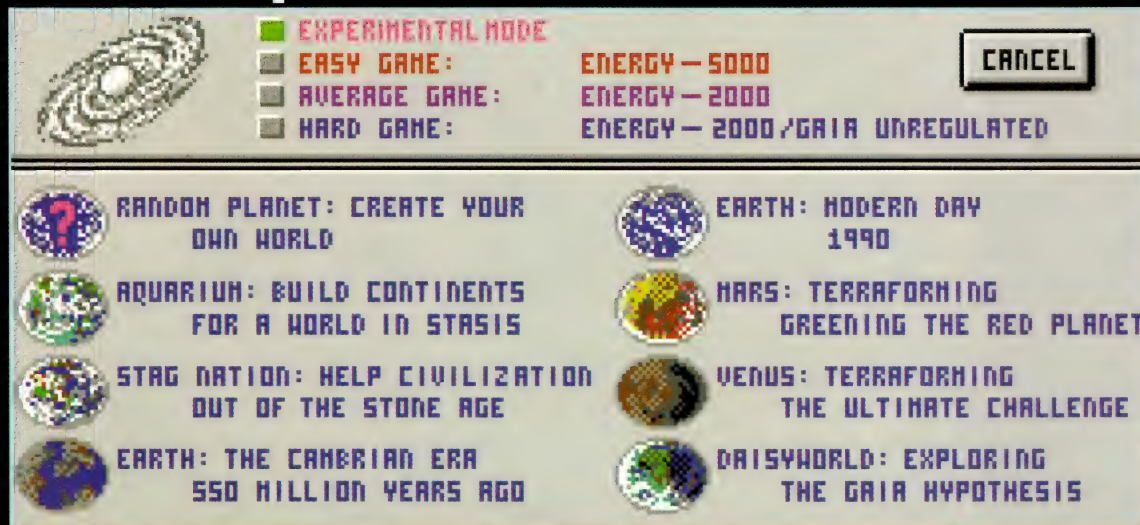 EXPERIMENTAL MODE
EASY GAME: ENERGY — 5000
AVERAGE GAME: ENERGY — 2000
HARD GAME: ENERGY — 2000/GAIA UNREGULATED
CANCEL
RANDOM PLANET: CREATE YOUR
OWN WORLD
AQUARIUM: BUILD CONTINENTS
FOR A WORLD IN STASIS
STAG NATION: HELP CIVILIZATION
OUT OF THE STONE AGE
EARTH: THE CAMBRIAN ERA
550 MILLION YEARS AGO
EARTH: MODERN DAY
1990
MARS: TERRAFORMING
GREENING THE RED PLANET
VENUS: TERRAFORMING
THE ULTIMATE CHALLENGE
DAISYWORLD: EXPLORING
THE GAIA HYPOTHESIS